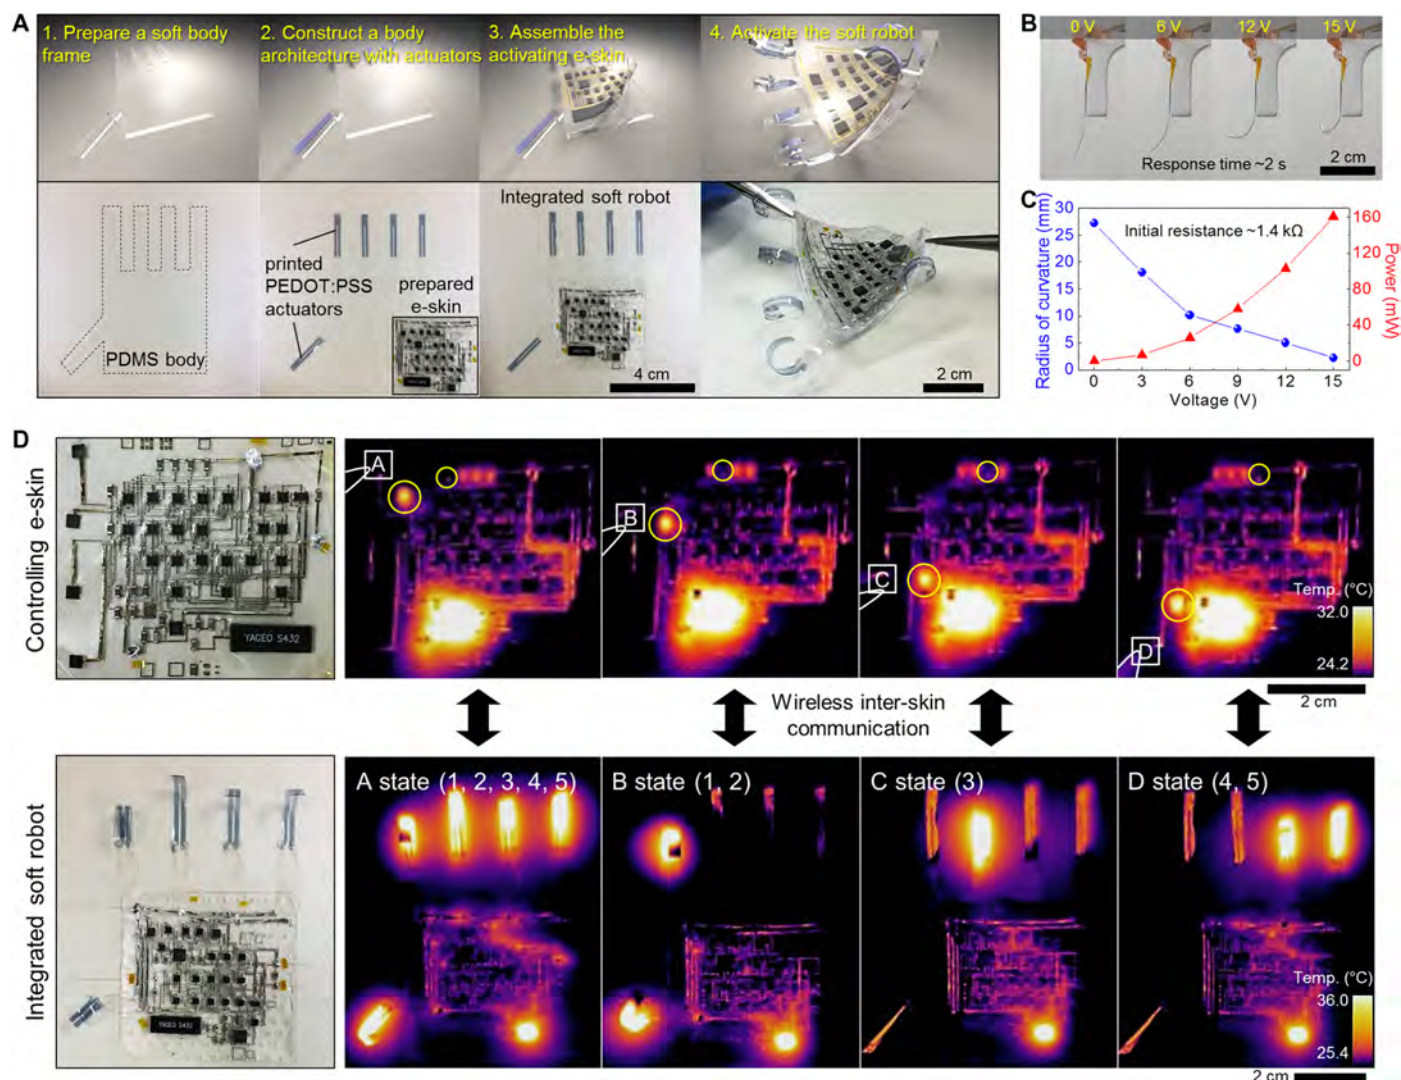 A
1. Prepare a soft body
frame
2. Construct a body
architecture with actuators
3. Assemble the
activating e-skin
4. Activate the soft robot
PDMS body
printed
PEDOT:PSS
actuators
prepared
e-skin
Integrated soft robot
4 cm
2 cm
B
0 V
6 V
12 V
15 V
Response time ~2 s
2 cm
C
Radius of curvature (mm)
30
25
20
15
10
5
0
Initial resistance ~1.4 kΩ
160
120
80
40
0
Power (mW)
0
3
6
9
12
15
Voltage (V)
D
Controlling e-skin
YAGEO S432
A
B
C
D
Temp. (°C)
32.0
24.2
2 cm
Wireless inter-skin
communication
Integrated soft robot
YAGEO S432
A state (1, 2, 3, 4, 5)
B state (1, 2)
C state (3)
D state (4, 5)
Temp. (°C)
36.0
25.4
2 cm